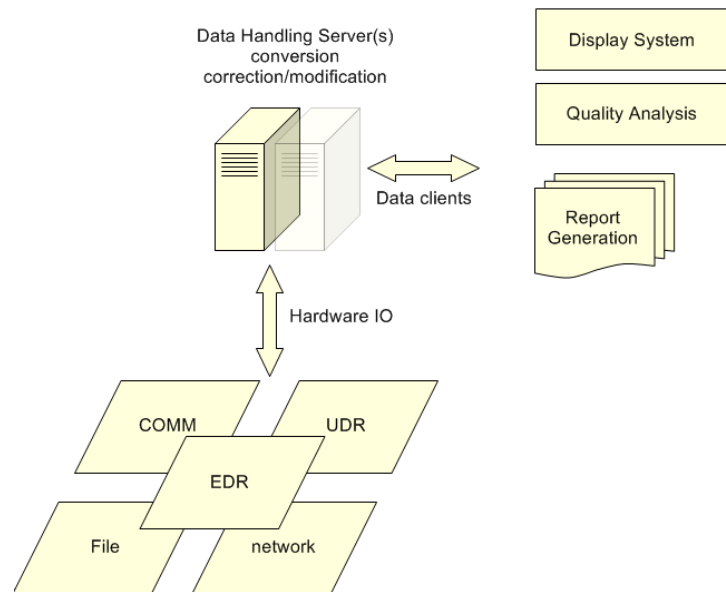 Data Handling Server(s)
conversion
correction/modification
Display System
Quality Analysis
Data clients
Report
Generation
Hardware IO
COMM
UDR
EDR
File
network